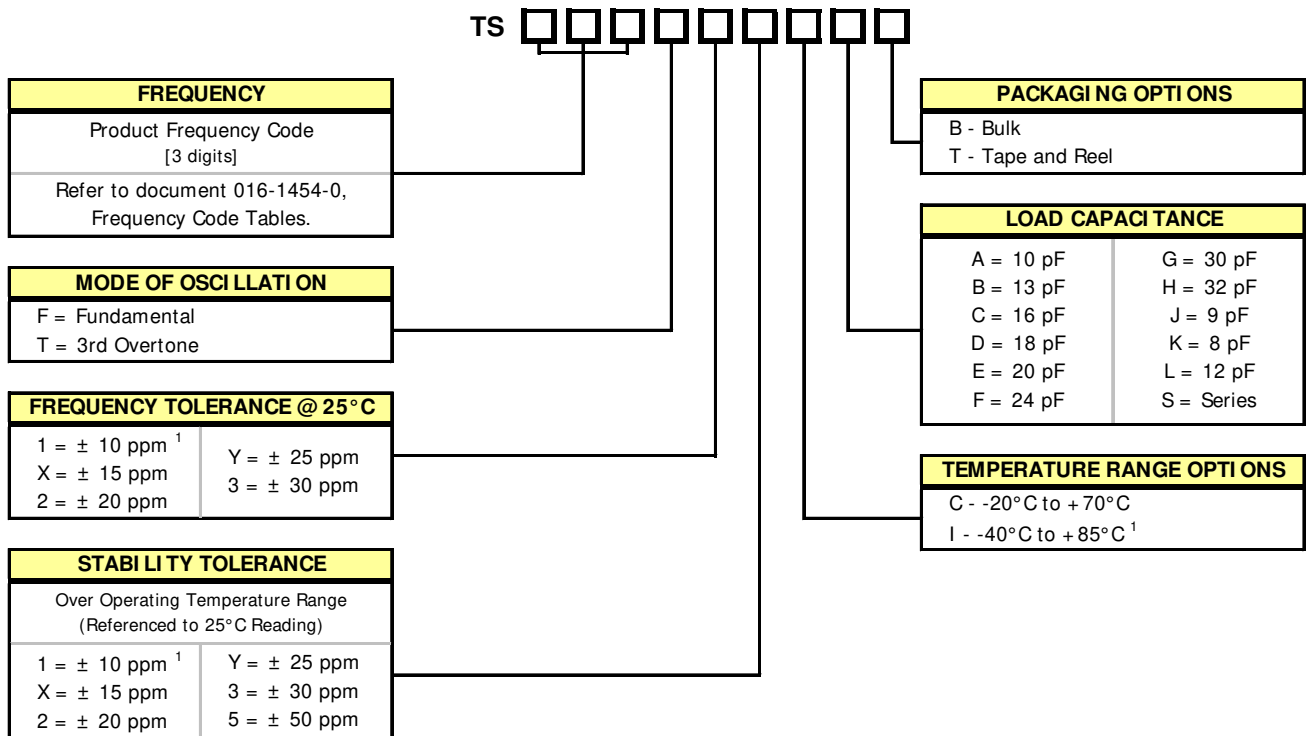 TS
FREQUENCY
Product Frequency Code
[3 digits]
Refer to document 016-1454-0,
Frequency Code Tables.
MODE OF OSCILLATION
F = Fundamental
T = 3rd Overtone
FREQUENCY TOLERANCE @ 25°C
1 = ± 10 ppm ¹
X = ± 15 ppm
2 = ± 20 ppm
Y = ± 25 ppm
3 = ± 30 ppm
STABILITY TOLERANCE
Over Operating Temperature Range
(Referenced to 25°C Reading)
1 = ± 10 ppm ¹
X = ± 15 ppm
2 = ± 20 ppm
Y = ± 25 ppm
3 = ± 30 ppm
5 = ± 50 ppm
PACKAGING OPTIONS
B - Bulk
T - Tape and Reel
LOAD CAPACITANCE
A = 10 pF
B = 13 pF
C = 16 pF
D = 18 pF
E = 20 pF
F = 24 pF
G = 30 pF
H = 32 pF
J = 9 pF
K = 8 pF
L = 12 pF
S = Series
TEMPERATURE RANGE OPTIONS
C - -20°C to +70°C
I - -40°C to +85°C ¹